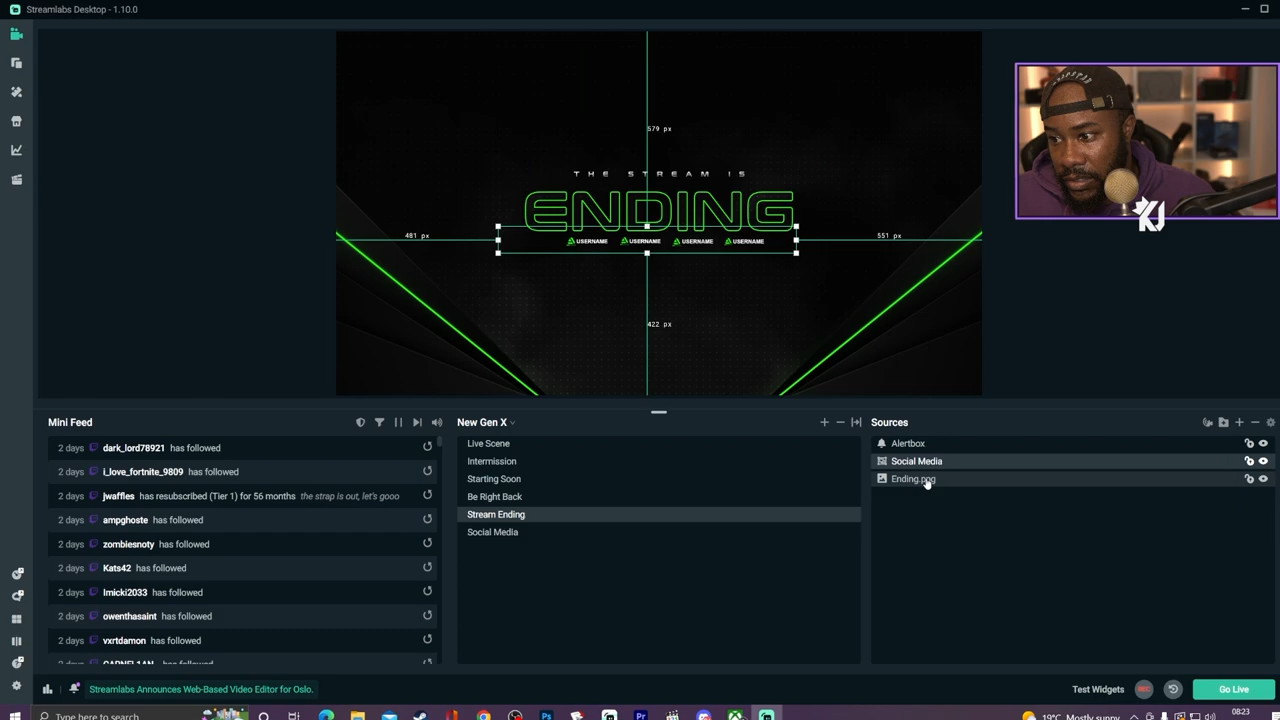 Streamlabs Desktop - 1.10.0
579 px
THE STREAM IS
ENDING
481 px
551 px
USERNAME USERNAME USERNAME USERNAME
422 px
KJ
Mini Feed
2 days dark_lord78921 has followed
2 days i_love_fortnite_9809 has followed
2 days jwaffles has resubscribed (Tier 1) for 56 months the strap is out, let's gooo
2 days ampghoste has followed
2 days zombiesnoty has followed
2 days Kats42 has followed
2 days lmicki2033 has followed
2 days owenthasaint has followed
2 days vxrtdamon has followed
New Gen X
Live Scene
Intermission
Starting Soon
Be Right Back
Stream Ending
Social Media
Sources
Alertbox
Social Media
Ending.png
Streamlabs Announces Web-Based Video Editor for Oslo.
Test Widgets
REC
Go Live
Type here to search
19°C Mostly sunny
08:23